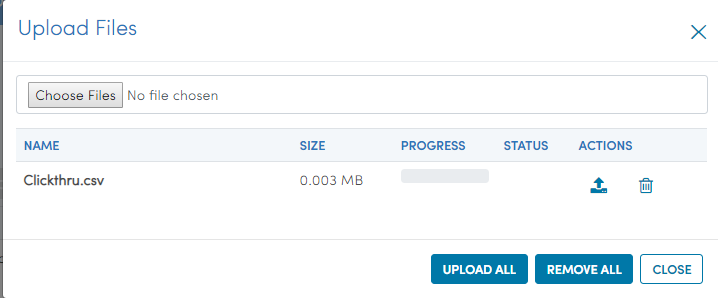 Upload Files
Choose Files No file chosen
NAME SIZE PROGRESS STATUS ACTIONS
Clickthru.csv 0.003 MB
UPLOAD ALL REMOVE ALL CLOSE